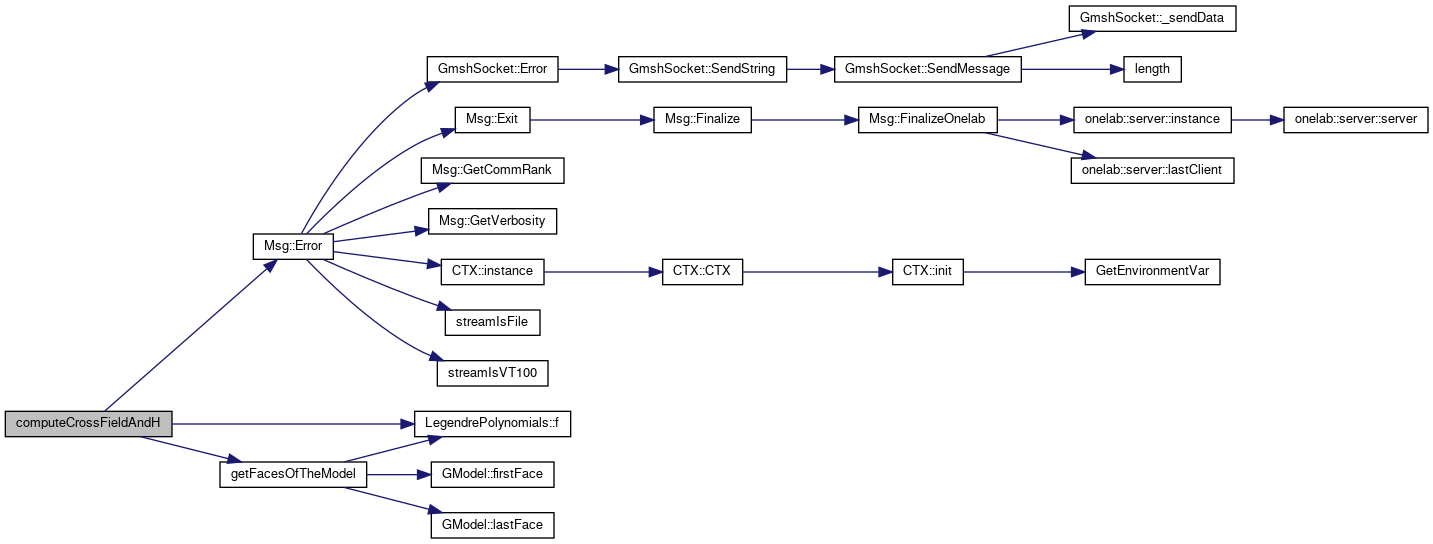 GmshSocket::_sendData
GmshSocket::Error
GmshSocket::SendString
GmshSocket::SendMessage
length
Msg::Exit
Msg::Finalize
Msg::FinalizeOnelab
onelab::server::instance
onelab::server::server
Msg::GetCommRank
onelab::server::lastClient
Msg::GetVerbosity
Msg::Error
CTX::instance
CTX::CTX
CTX::init
GetEnvironmentVar
streamIsFile
streamIsVT100
computeCrossFieldAndH
LegendrePolynomials::f
getFacesOfTheModel
GModel::firstFace
GModel::lastFace